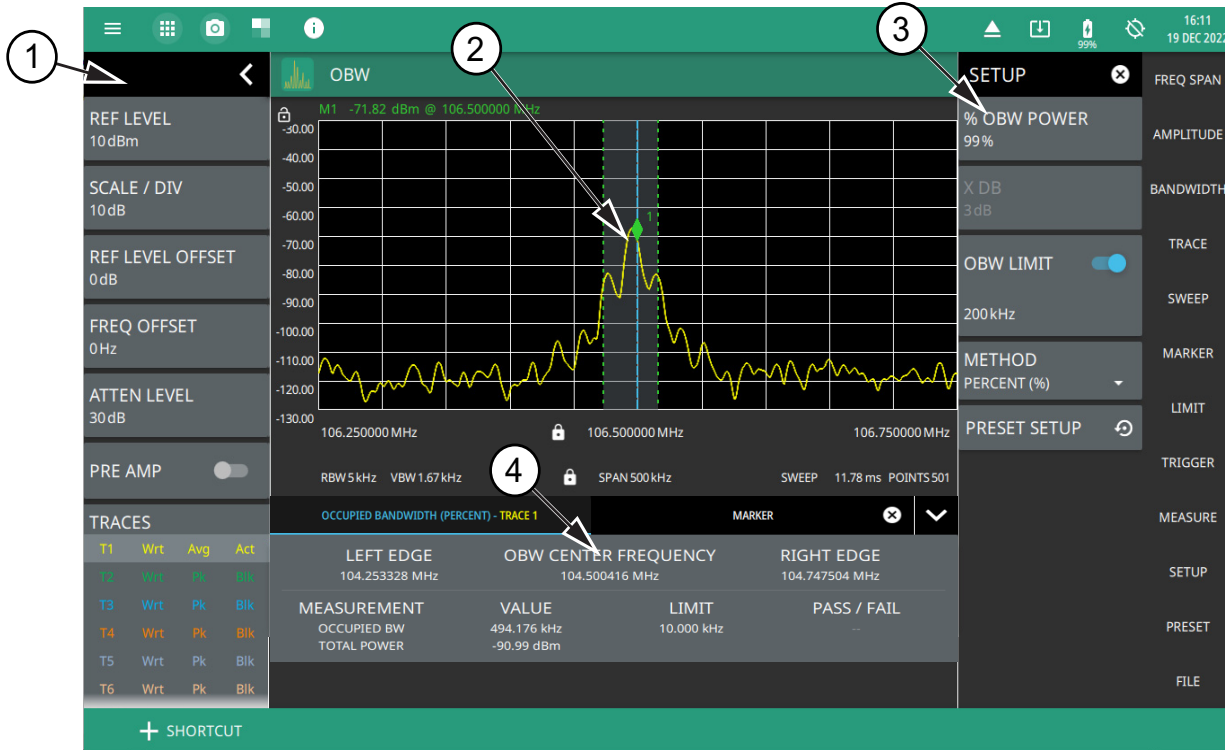 1
2
3
4
i
99%
16:11
19 DEC 2022
OBW
SETUP
REF LEVEL
10 dBm
SCALE / DIV
10 dB
REF LEVEL OFFSET
0 dB
FREQ OFFSET
0 Hz
ATTEN LEVEL
30 dB
PRE AMP
TRACES
T1 Wrt Avg Act
T2 Wrt Pk Blk
T3 Wrt Pk Blk
T4 Wrt Pk Blk
T5 Wrt Pk Blk
T6 Wrt Pk Blk
M1 -71.82 dBm @ 106.500000 MHz
-30.00
-40.00
-50.00
-60.00
-70.00
-80.00
-90.00
-100.00
-110.00
-120.00
-130.00
1
106.250000 MHz 106.500000 MHz 106.750000 MHz
RBW 5 kHz VBW 1.67 kHz SPAN 500 kHz SWEEP 11.78 ms POINTS 501
OCCUPIED BANDWIDTH (PERCENT) - TRACE 1 MARKER
LEFT EDGE OBW CENTER FREQUENCY RIGHT EDGE
104.253328 MHz 104.500416 MHz 104.747504 MHz
MEASUREMENT VALUE LIMIT PASS / FAIL
OCCUPIED BW 494.176 kHz 10.000 kHz --
TOTAL POWER -90.99 dBm
% OBW POWER
99 %
X DB
3 dB
OBW LIMIT
200 kHz
METHOD
PERCENT (%)
PRESET SETUP
FREQ SPAN
AMPLITUDE
BANDWIDTH
TRACE
SWEEP
MARKER
LIMIT
TRIGGER
MEASURE
SETUP
PRESET
FILE
+ SHORTCUT